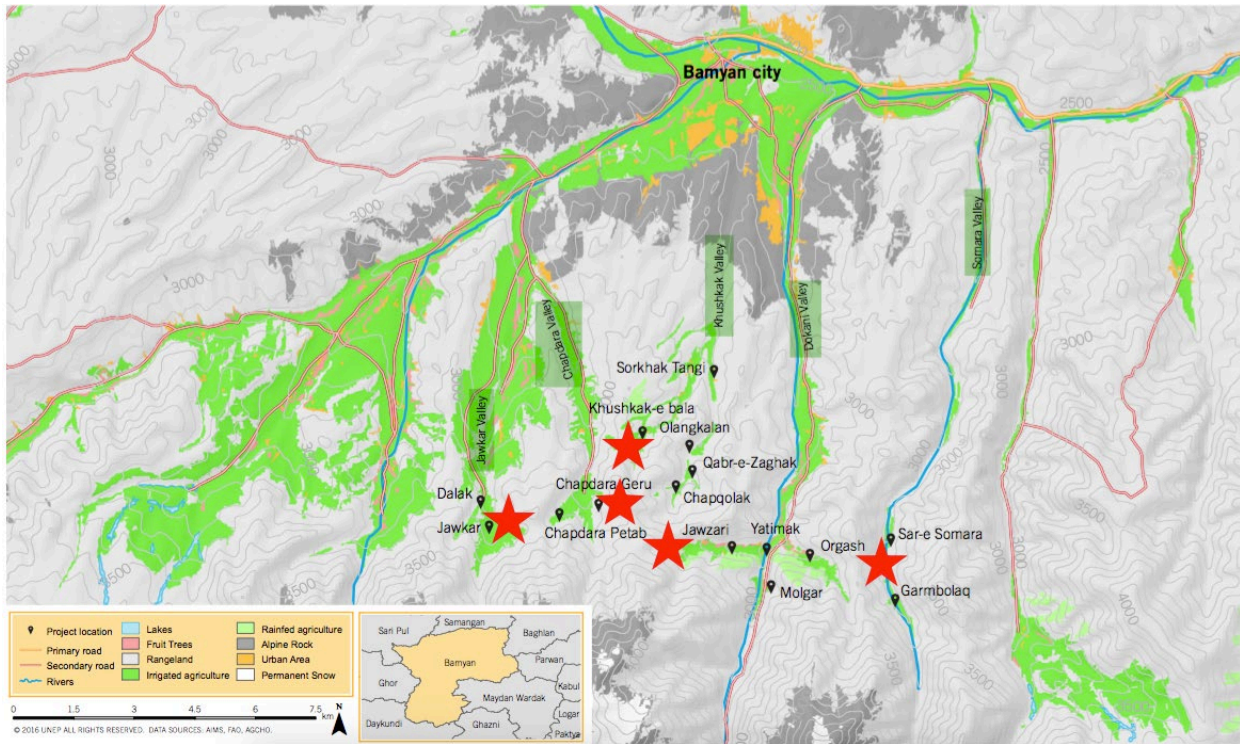 Bamyan city
3000
3000
3000
2500
2500
3000
3000
3000
3000
3500
3500
3500
4000
4000
Somara Valley
Khushkak Valley
Dokani Valley
Chapdara Valley
Jawkar Valley
Sorkhak Tangi
Khushkak-e bala
Olangkalan
Qabr-e-Zaghak
Chapdara Geru
Chapqolak
Dalak
Jawkar
Chapdara Petab
Jawzari
Yatimak
Orgash
Sar-e Somara
Molgar
Garmbolaq
Project location
Primary road
Secondary road
Rivers
Lakes
Fruit Trees
Rangeland
Irrigated agriculture
Rainfed agriculture
Alpine Rock
Urban Area
Permanent Snow
Samangan
Sari Pul
Baghlan
Bamyan
Parwan
Ghor
Kabul
Maydan Wardak
Logar
Daykundi
Ghazni
Paktya
0 1.5 3 4.5 6 7.5
km
N
© 2016 UNEP ALL RIGHTS RESERVED. DATA SOURCES: AIMS, FAO, AGCHO.